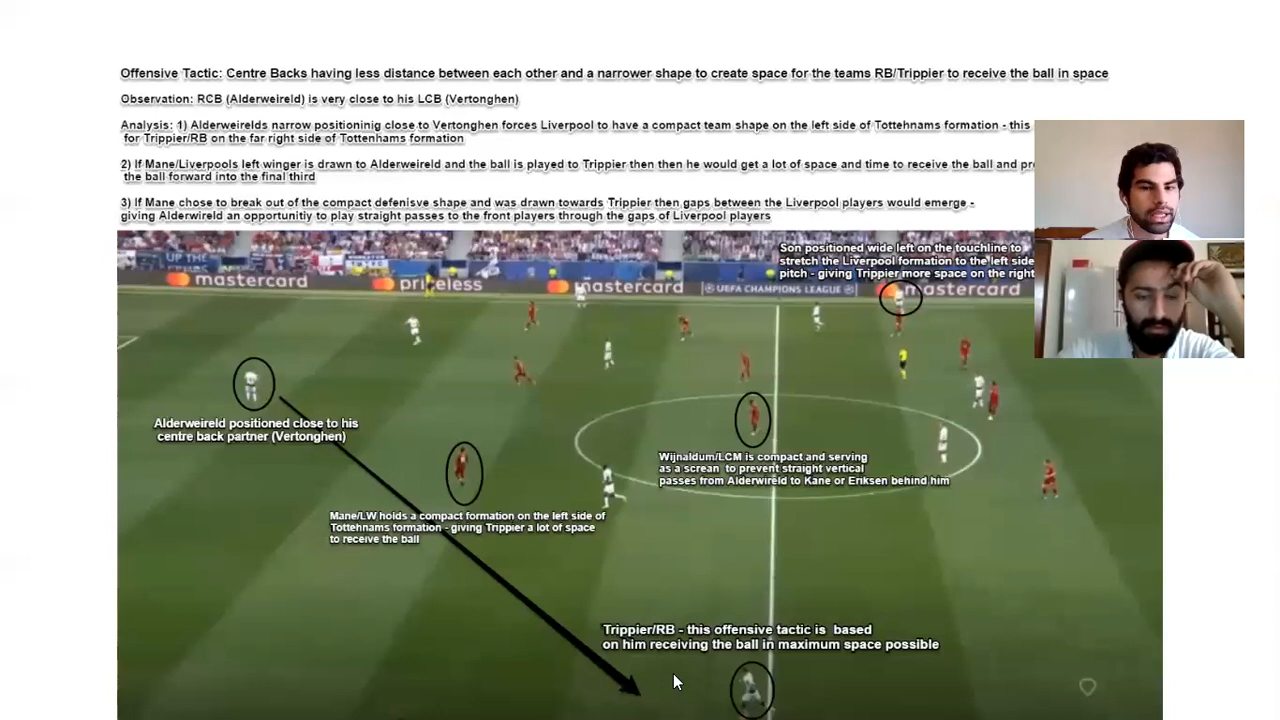 Offensive Tactic: Centre Backs having less distance between each other and a narrower shape to create space for the teams RB/Trippier to receive the ball in space
Observation: RCB (Alderweireld) is very close to his LCB (Vertonghen)
Analysis: 1) Alderweirelds narrow positioninig close to Vertonghen forces Liverpool to have a compact team shape on the left side of Tottehnams formation - this
for Trippier/RB on the far right side of Tottenhams formation
2) If Mane/Liverpools left winger is drawn to Alderweireld and the ball is played to Trippier then then he would get a lot of space and time to receive the ball and
the ball forward into the final third
3) If Mane chose to break out of the compact defenisve shape and was drawn towards Trippier then gaps between the Liverpool players would emerge -
giving Alderwireld an opportunitiy to play straight passes to the front players through the gaps of Liverpool players
Son positioned wide left on the touchline to
stretch the Liverpool formation to the left side
pitch - giving Trippier more space on the right
UP THE
mastercard
priceless
mastercard
UEFA CHAMPIONS LEAGUE
mastercard
Alderweireld positioned close to his
centre back partner (Vertonghen)
Wijnaldum/LCM is compact and serving
as a screan to prevent straight vertical
passes from Alderwireld to Kane or Eriksen behind him
Mane/LW holds a compact formation on the left side of
Tottehnams formation - giving Trippier a lot of space
to receive the ball
Trippier/RB - this offensive tactic is based
on him receiving the ball in maximum space possible